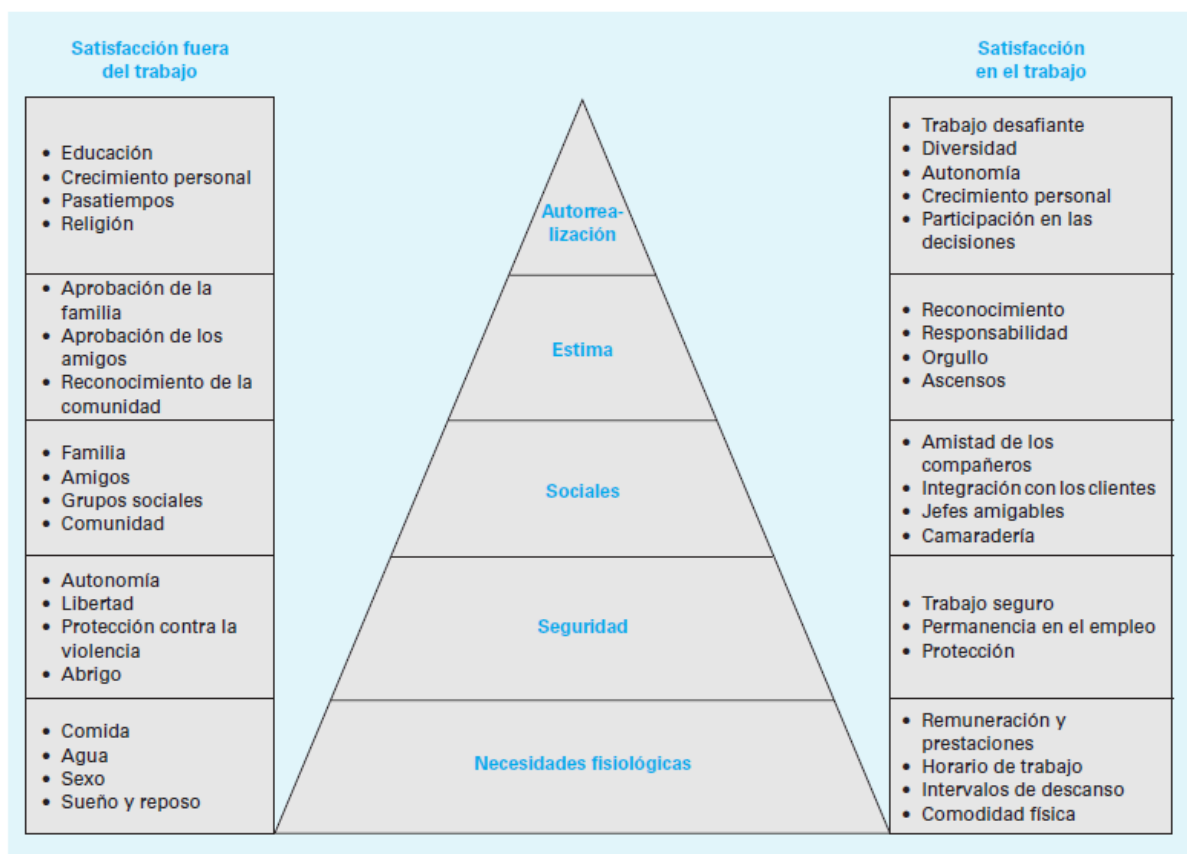 Satisfacción fuera
del trabajo
Satisfacción
en el trabajo
• Educación
• Crecimiento personal
• Pasatiempos
• Religión
Autorrea-
lización
• Trabajo desafiante
• Diversidad
• Autonomía
• Crecimiento personal
• Participación en las
decisiones
• Aprobación de la
familia
• Aprobación de los
amigos
• Reconocimiento de la
comunidad
Estima
• Reconocimiento
• Responsabilidad
• Orgullo
• Ascensos
• Familia
• Amigos
• Grupos sociales
• Comunidad
Sociales
• Amistad de los
compañeros
• Integración con los clientes
• Jefes amigables
• Camaradería
• Autonomía
• Libertad
• Protección contra la
violencia
• Abrigo
Seguridad
• Trabajo seguro
• Permanencia en el empleo
• Protección
• Comida
• Agua
• Sexo
• Sueño y reposo
Necesidades fisiológicas
• Remuneración y
prestaciones
• Horario de trabajo
• Intervalos de descanso
• Comodidad física